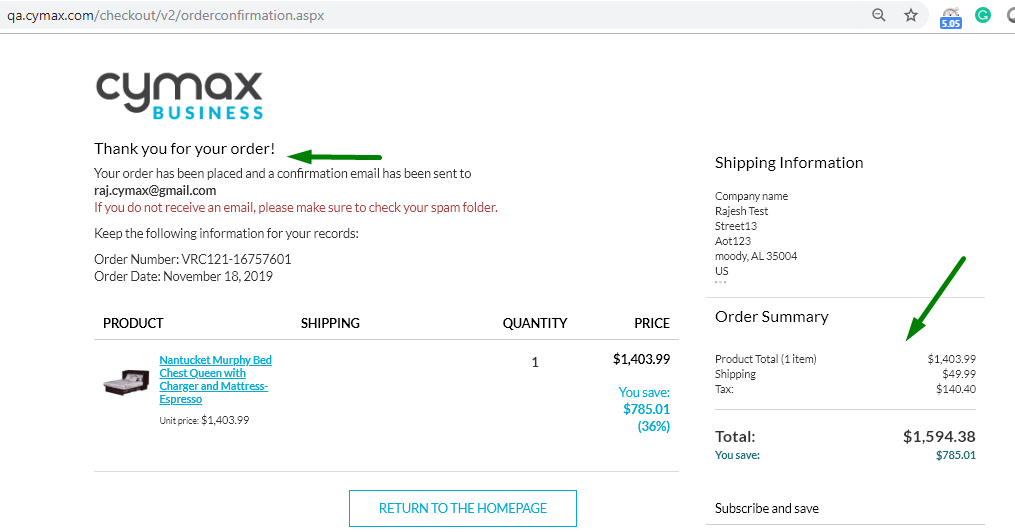 qa.cymax.com/checkout/v2/orderconfirmation.aspx
5.05
cymax
BUSINESS
Thank you for your order!
Your order has been placed and a confirmation email has been sent to
raj.cymax@gmail.com
If you do not receive an email, please make sure to check your spam folder.
Keep the following information for your records:
Order Number: VRC121-16757601
Order Date: November 18, 2019
PRODUCT SHIPPING QUANTITY PRICE
Nantucket Murphy Bed
Chest Queen with
Charger and Mattress-
Espresso
Unit price: $1,403.99
1
$1,403.99
You save:
$785.01
(36%)
RETURN TO THE HOMEPAGE
Shipping Information
Company name
Rajesh Test
Street13
Aot123
moody, AL 35004
US
Order Summary
Product Total (1 item) $1,403.99
Shipping $49.99
Tax: $140.40
Total: $1,594.38
You save: $785.01
Subscribe and save